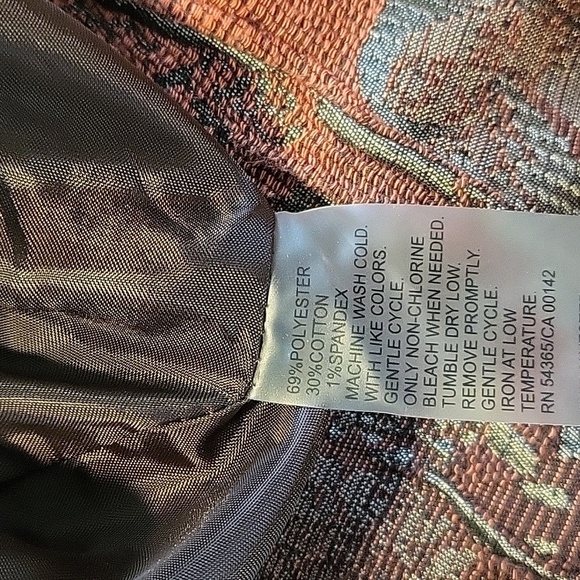 69%POLYESTER
30%COTTON
1%SPANDEX
MACHINE WASH COLD.
WITH LIKE COLORS.
GENTLE CYCLE.
ONLY NON-CHLORINE
BLEACH WHEN NEEDED.
TUMBLE DRY LOW.
REMOVE PROMPTLY.
GENTLE CYCLE.
IRON AT LOW
TEMPERATURE.
RN 54365/CA 00142